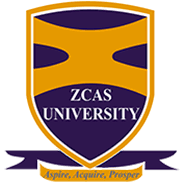 ZCAS
UNIVERSITY
Aspire, Acquire, Prosper